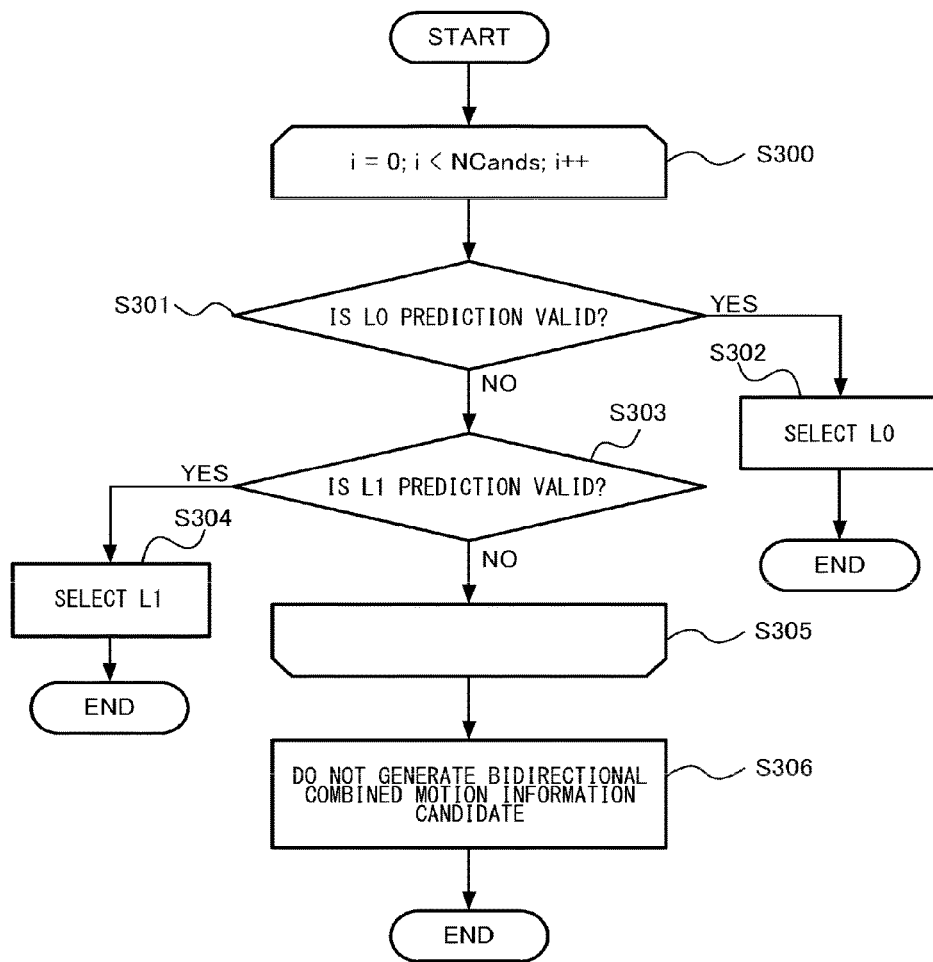 START
i = 0; i < NCands; i++
S300
S301
IS L0 PREDICTION VALID?
YES
NO
S302
SELECT L0
END
S303
IS L1 PREDICTION VALID?
YES
NO
S304
SELECT L1
END
S305
DO NOT GENERATE BIDIRECTIONAL
COMBINED MOTION INFORMATION
CANDIDATE
S306
END